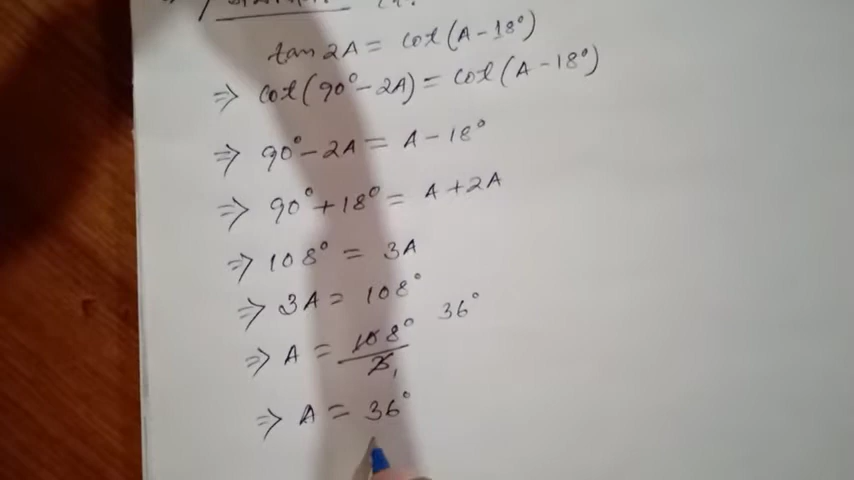 tan 2A = cot (A - 18°)
⇒ cot (90° - 2A) = cot (A - 18°)
⇒ 90° - 2A = A - 18°
⇒ 90° + 18° = A + 2A
⇒ 108° = 3A
⇒ 3A = 108°
⇒ A = 108°/3 36°
1
⇒ A = 36°